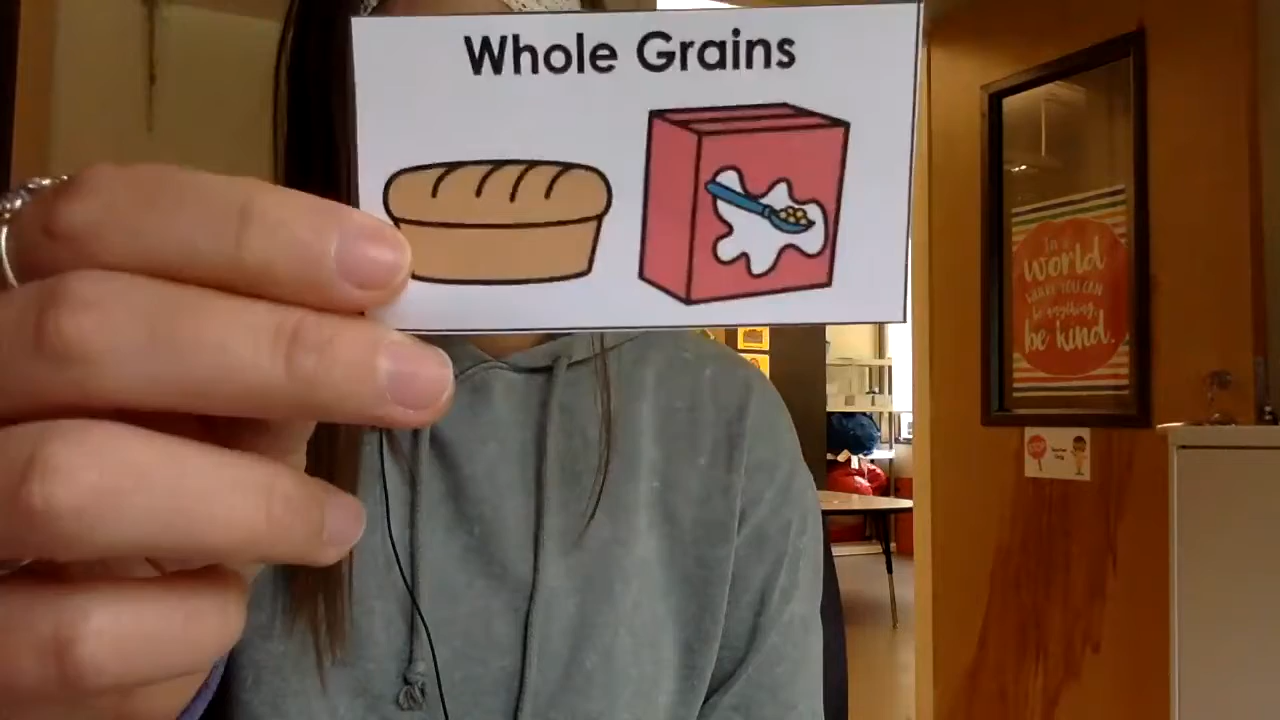 Whole Grains
In a
world
WHERE YOU CAN
be anything,
be kind.